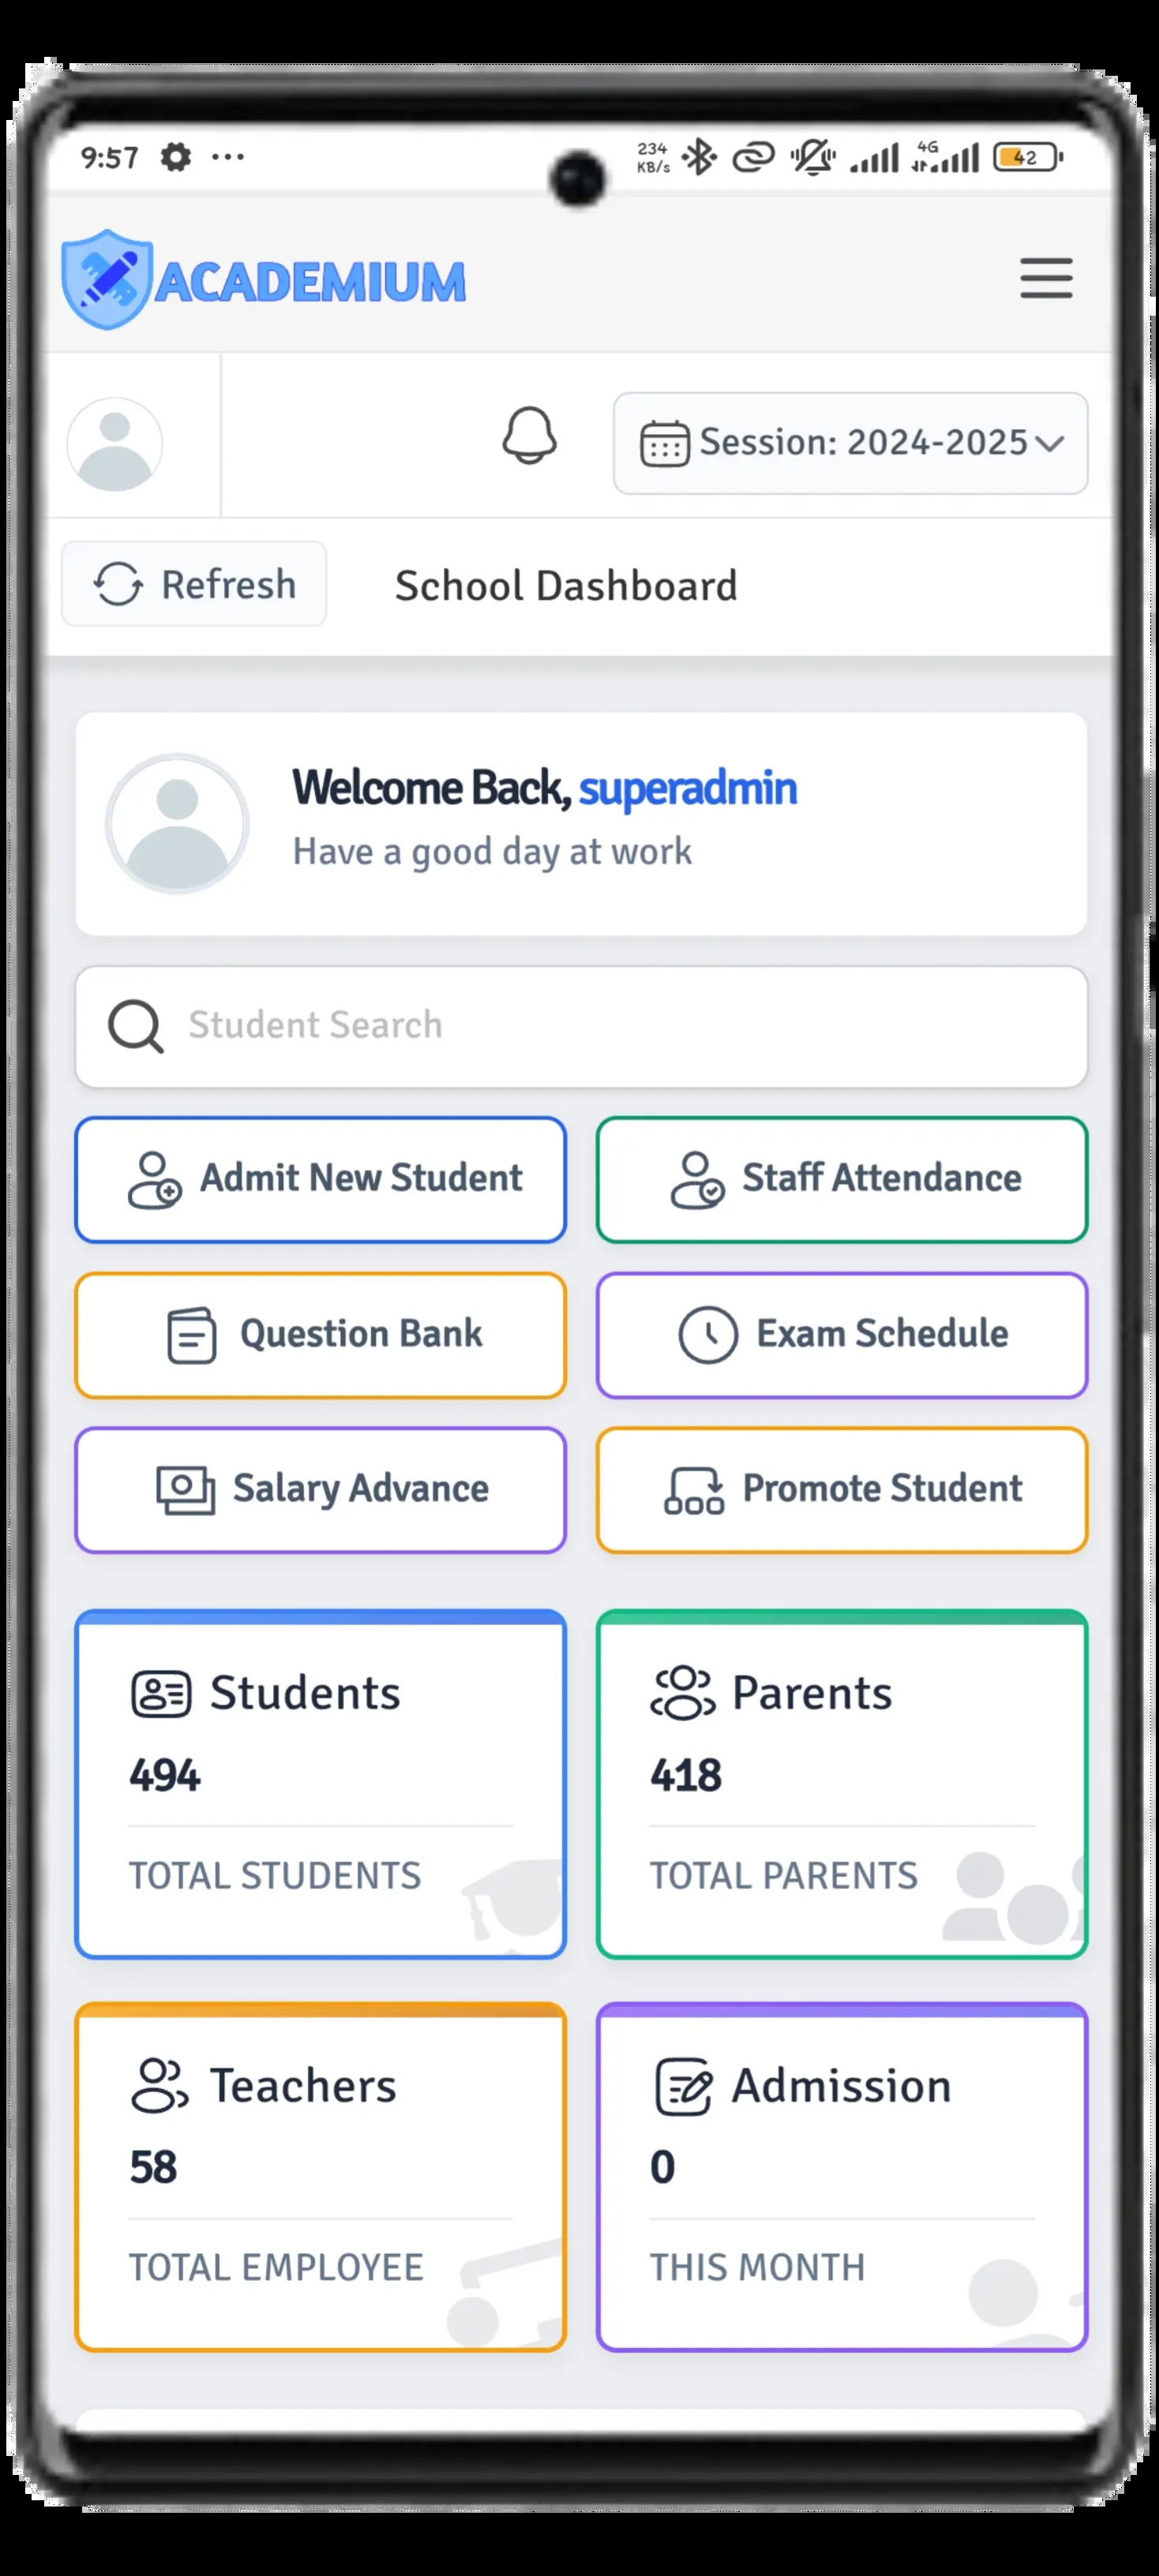 9:57 ... 234 KB/s 4G 42
ACADEMIUM
Session: 2024-2025
Refresh School Dashboard
Welcome Back, superadmin
Have a good day at work
Student Search
Admit New Student Staff Attendance
Question Bank Exam Schedule
Salary Advance Promote Student
Students Parents
494 418
TOTAL STUDENTS TOTAL PARENTS
Teachers Admission
58 0
TOTAL EMPLOYEE THIS MONTH